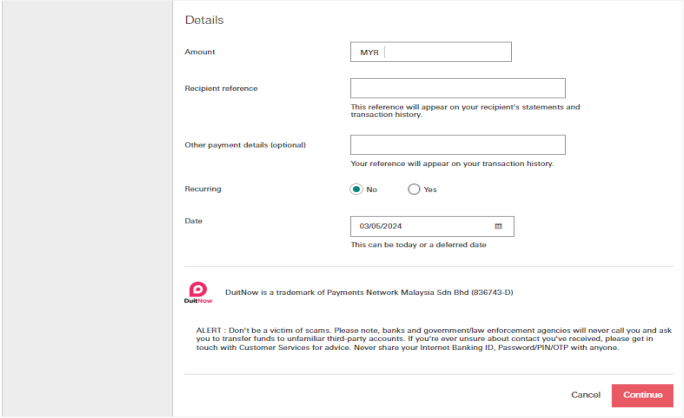 Details
Amount
MYR
Recipient reference
This reference will appear on your recipient's statements and
transaction history.
Other payment details (optional)
Your reference will appear on your transaction history.
Recurring
No
Yes
Date
03/05/2024
This can be today or a deferred date
DuitNow
DuitNow is a trademark of Payments Network Malaysia Sdn Bhd (836743-D)
ALERT : Don't be a victim of scams. Please note, banks and government/law enforcement agencies will never call you and ask
you to transfer funds to unfamiliar third-party accounts. If you're ever unsure about contact you've received, please get in
touch with Customer Services for advice. Never share your Internet Banking ID, Password/PIN/OTP with anyone.
Cancel
Continue